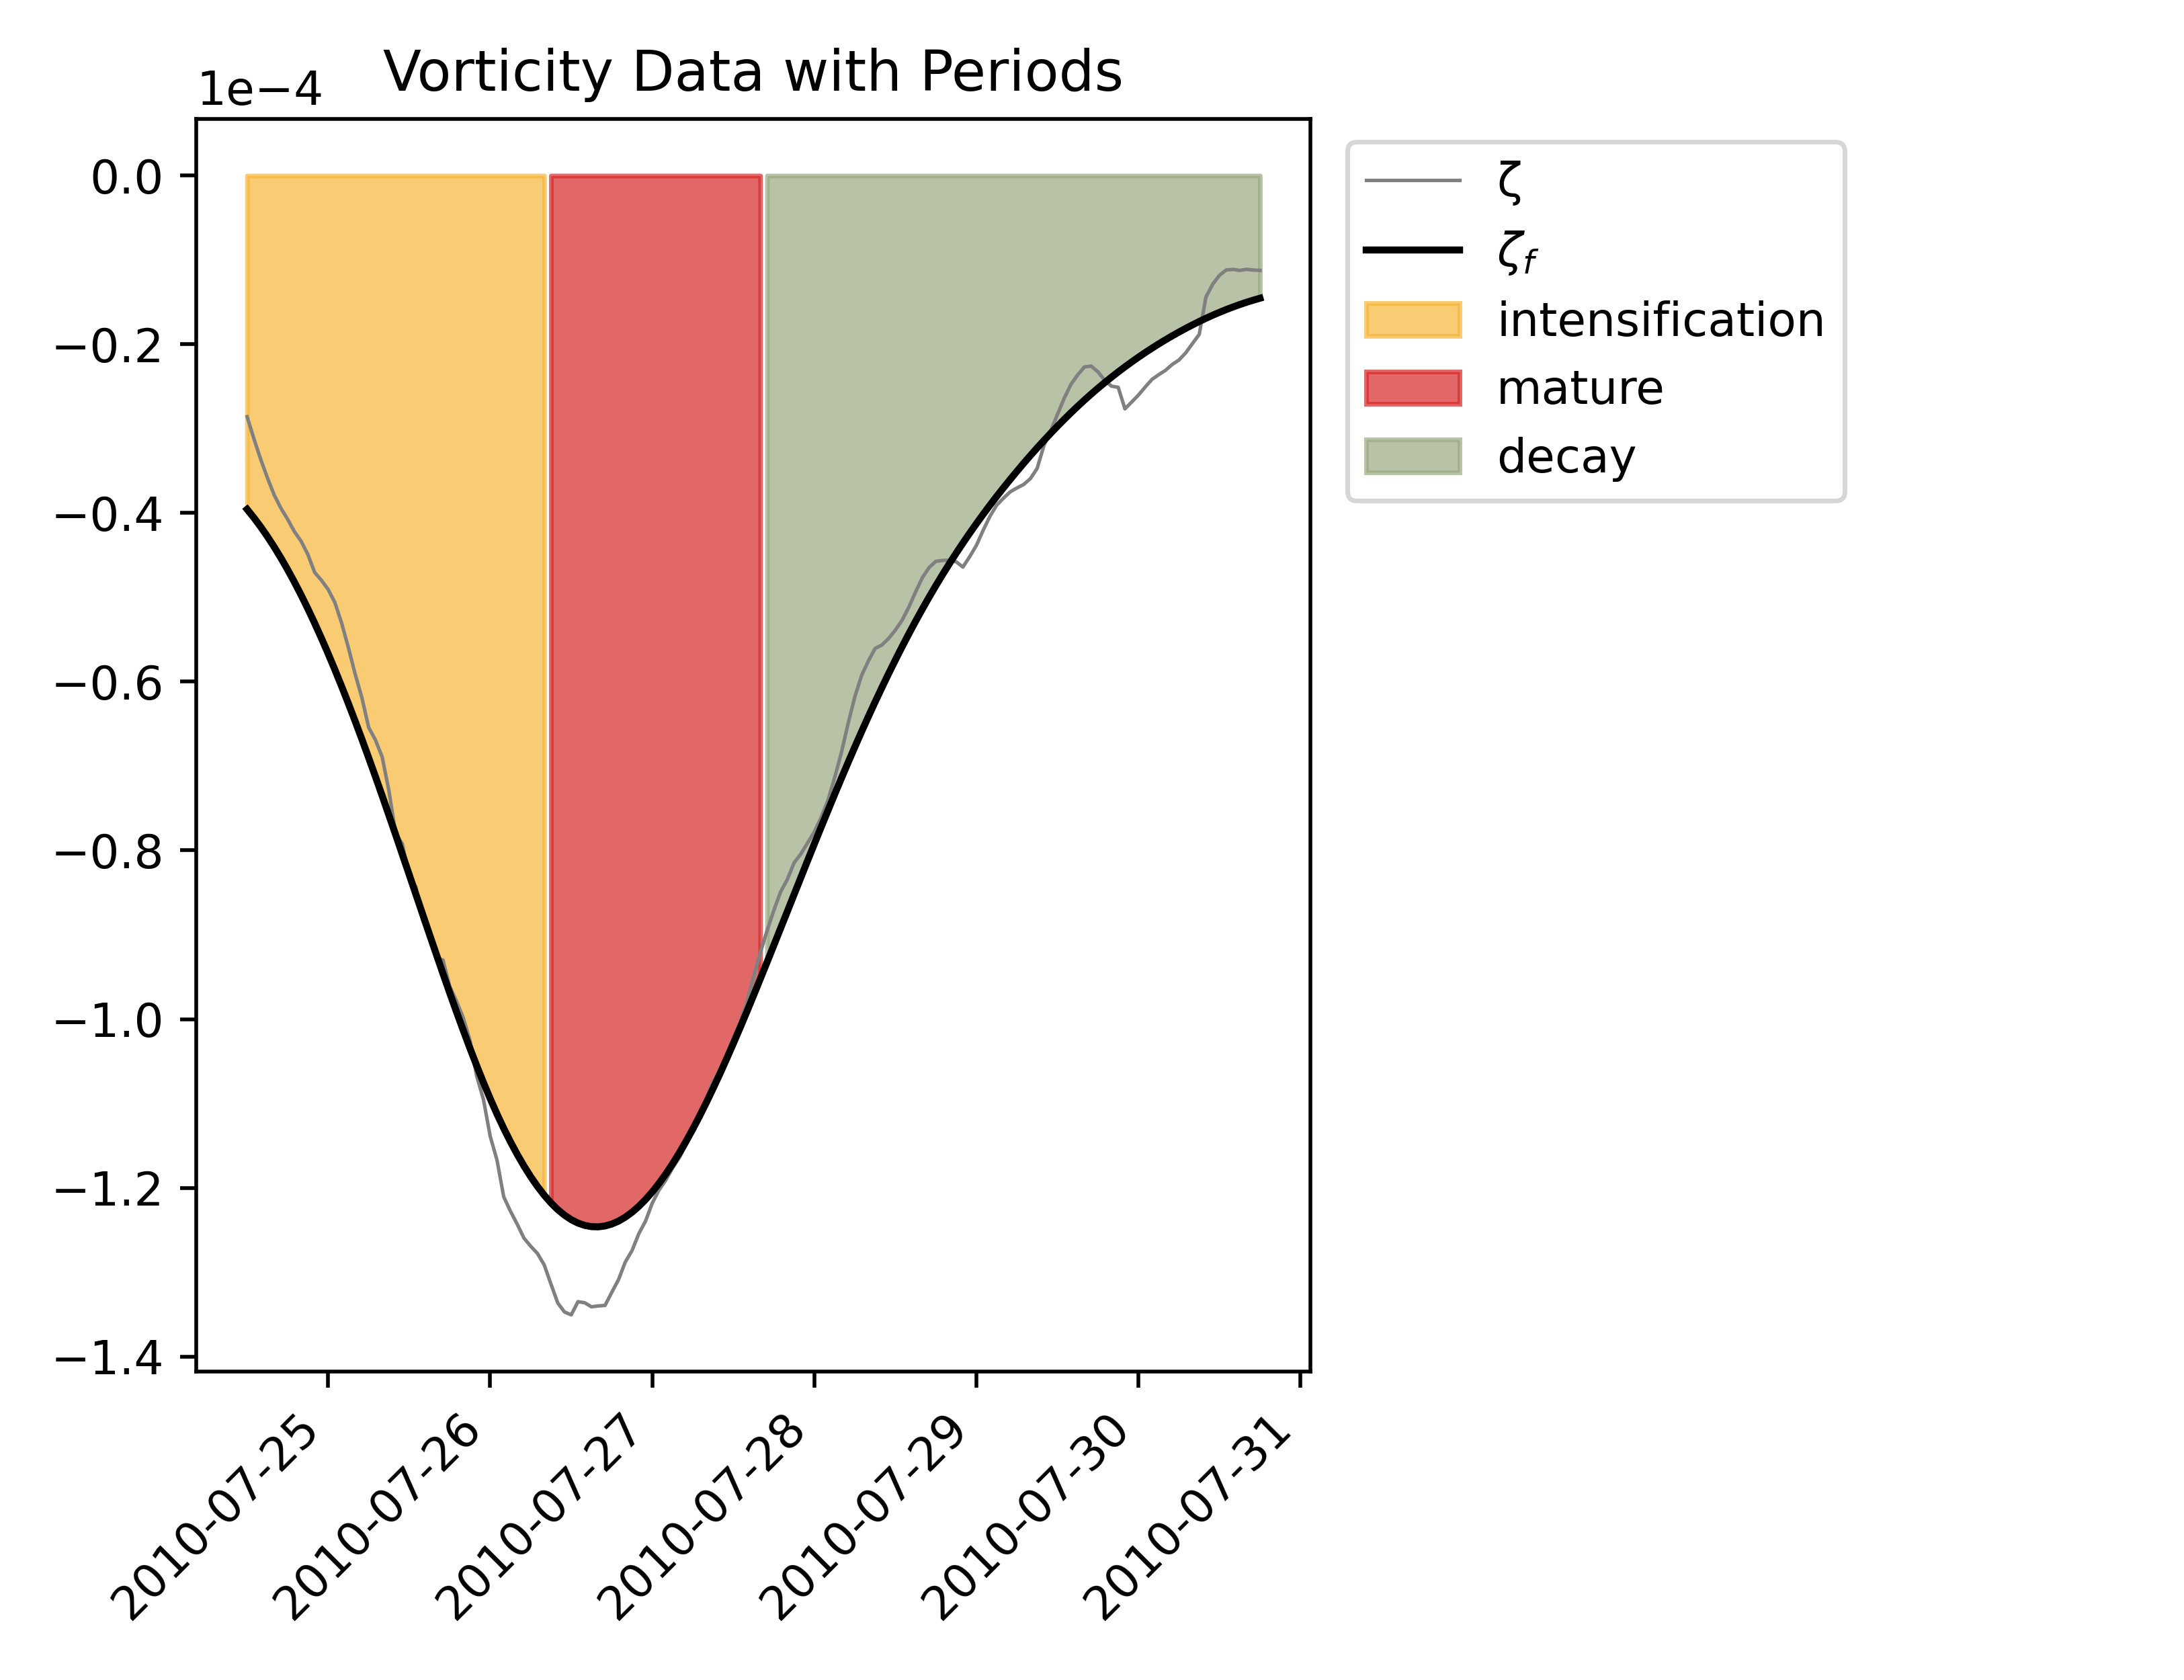 Vorticity Data with Periods
1e−4
0.0
−0.2
−0.4
−0.6
−0.8
−1.0
−1.2
−1.4
2010-07-25
2010-07-26
2010-07-27
2010-07-28
2010-07-29
2010-07-30
2010-07-31
ζ
ζf
intensification
mature
decay